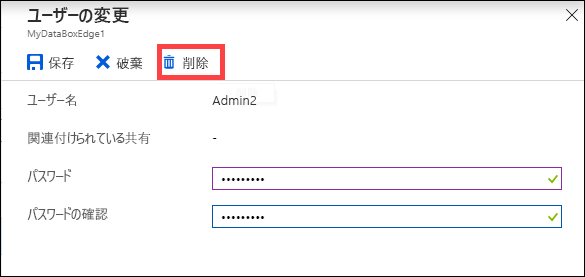 ユーザーの変更
MyDataBoxEdge1
保存 破棄 削除
ユーザー名 Admin2
関連付けられている共有 -
パスワード •••••••••
パスワードの確認 •••••••••